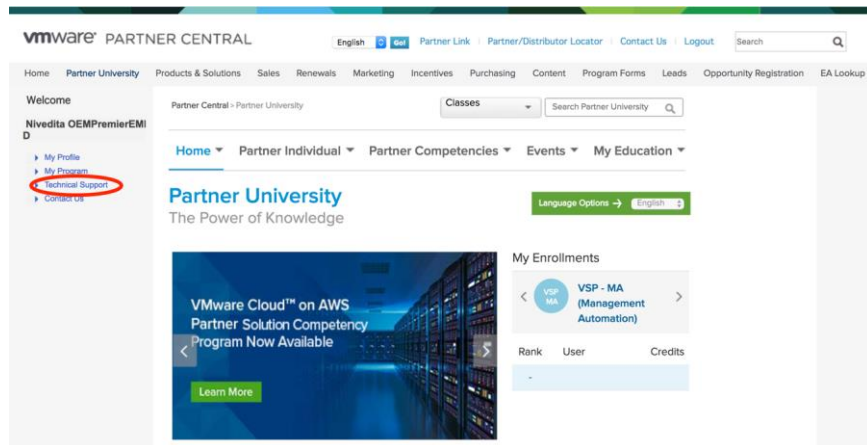 vmware PARTNER CENTRAL
English Go! Partner Link Partner/Distributor Locator Contact Us Logout Search
Home Partner University Products & Solutions Sales Renewals Marketing Incentives Purchasing Content Program Forms Leads Opportunity Registration EA Lookup
Welcome
Nivedita OEMPremierEMI
D
My Profile
My Program
Technical Support
Contact Us
Partner Central > Partner University
Classes
Search Partner University
Home Partner Individual Partner Competencies Events My Education
Partner University
The Power of Knowledge
Language Options → English
VMware Cloud™ on AWS
Partner Solution Competency
Program Now Available
Learn More
My Enrollments
VSP
MA
VSP - MA
(Management
Automation)
Rank User Credits
-